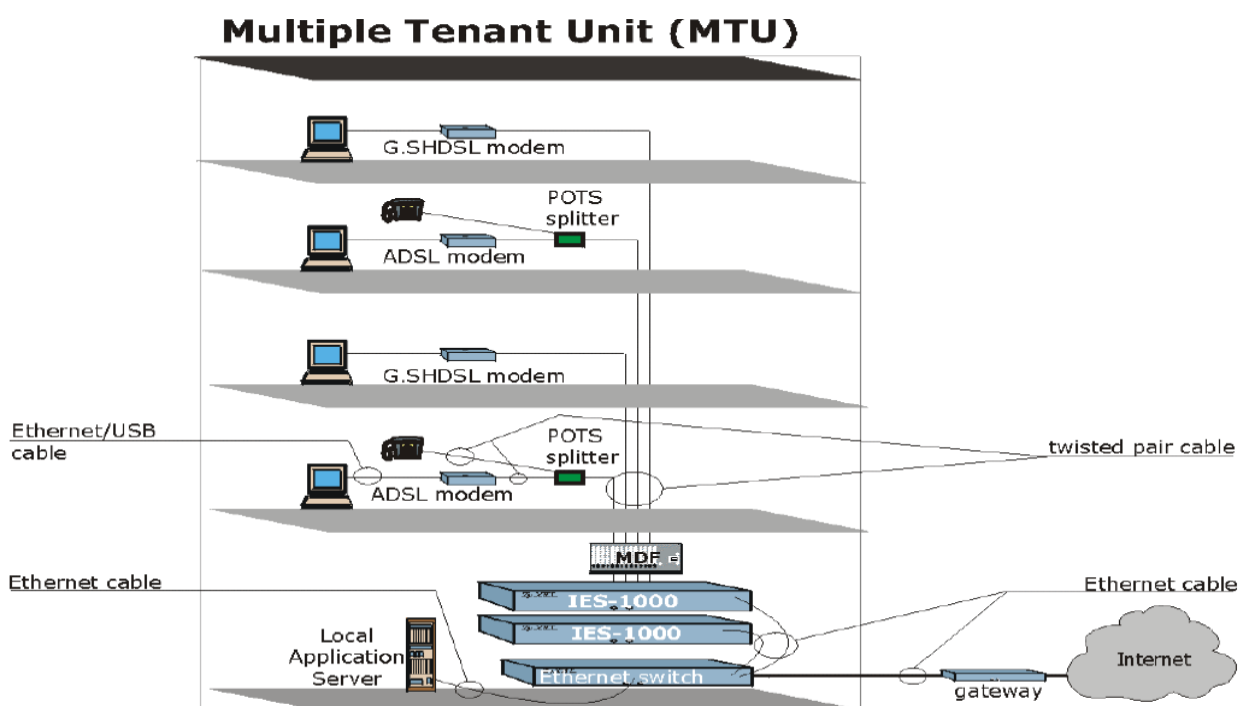 Multiple Tenant Unit (MTU)
G.SHDSL modem
POTS
splitter
ADSL modem
G.SHDSL modem
Ethernet/USB
cable
POTS
splitter
twisted pair cable
ADSL modem
MDF
Ethernet cable
IES-1000
Ethernet cable
IES-1000
Local
Application
Server
Ethernet switch
Internet
gateway